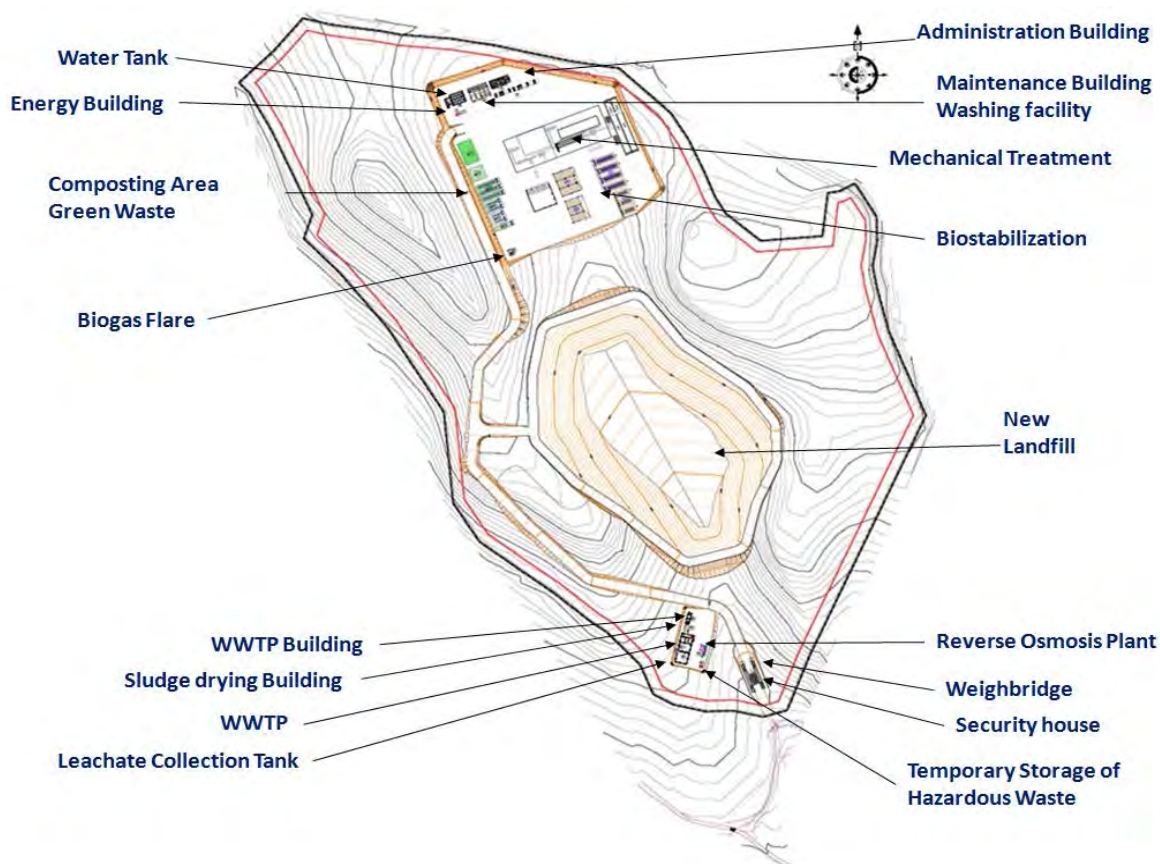 Water Tank
Energy Building
Composting Area
Green Waste
Biogas Flare
Administration Building
Maintenance Building
Washing facility
Mechanical Treatment
Biostabilization
New
Landfill
WWTP Building
Sludge drying Building
WWTP
Leachate Collection Tank
Reverse Osmosis Plant
Weighbridge
Security house
Temporary Storage of
Hazardous Waste